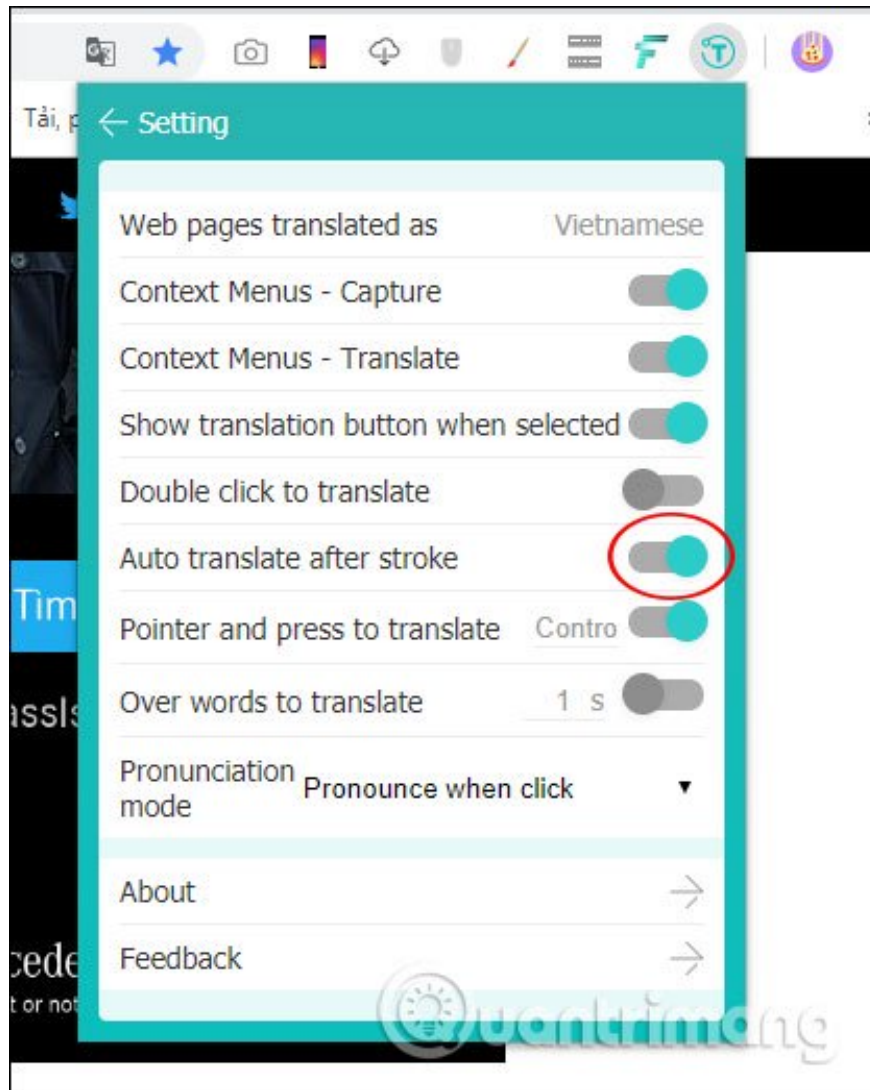 Tải, p
← Setting
Web pages translated as Vietnamese
Context Menus - Capture
Context Menus - Translate
Show translation button when selected
Double click to translate
Auto translate after stroke
Tim
Pointer and press to translate Contro
assIs
Over words to translate 1 s
Pronunciation
mode
Pronounce when click
About
cede
Feedback
t or not
Quantrimang